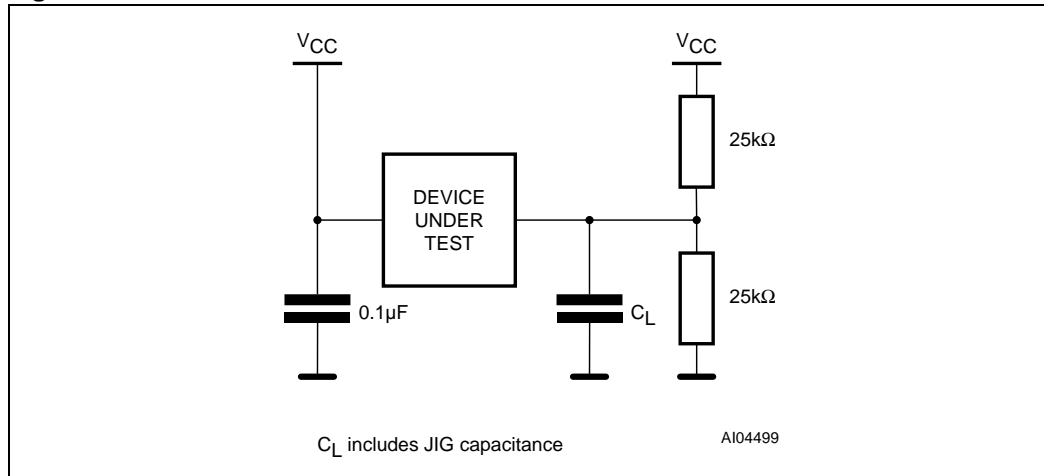 VCC
VCC
25kΩ
DEVICE
UNDER
TEST
25kΩ
0.1µF
CL
CL includes JIG capacitance
AI04499